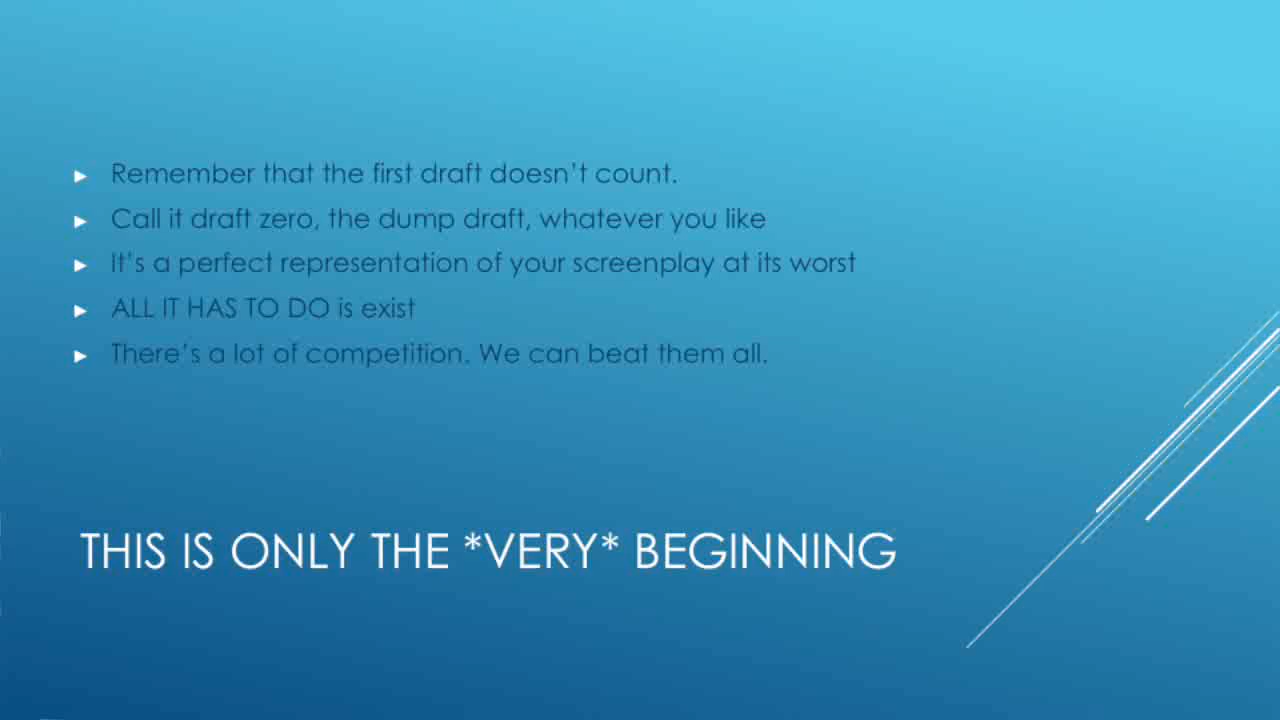 Remember that the first draft doesn’t count.
Call it draft zero, the dump draft, whatever you like
It’s a perfect representation of your screenplay at its worst
ALL IT HAS TO DO is exist
There’s a lot of competition. We can beat them all.
THIS IS ONLY THE *VERY* BEGINNING